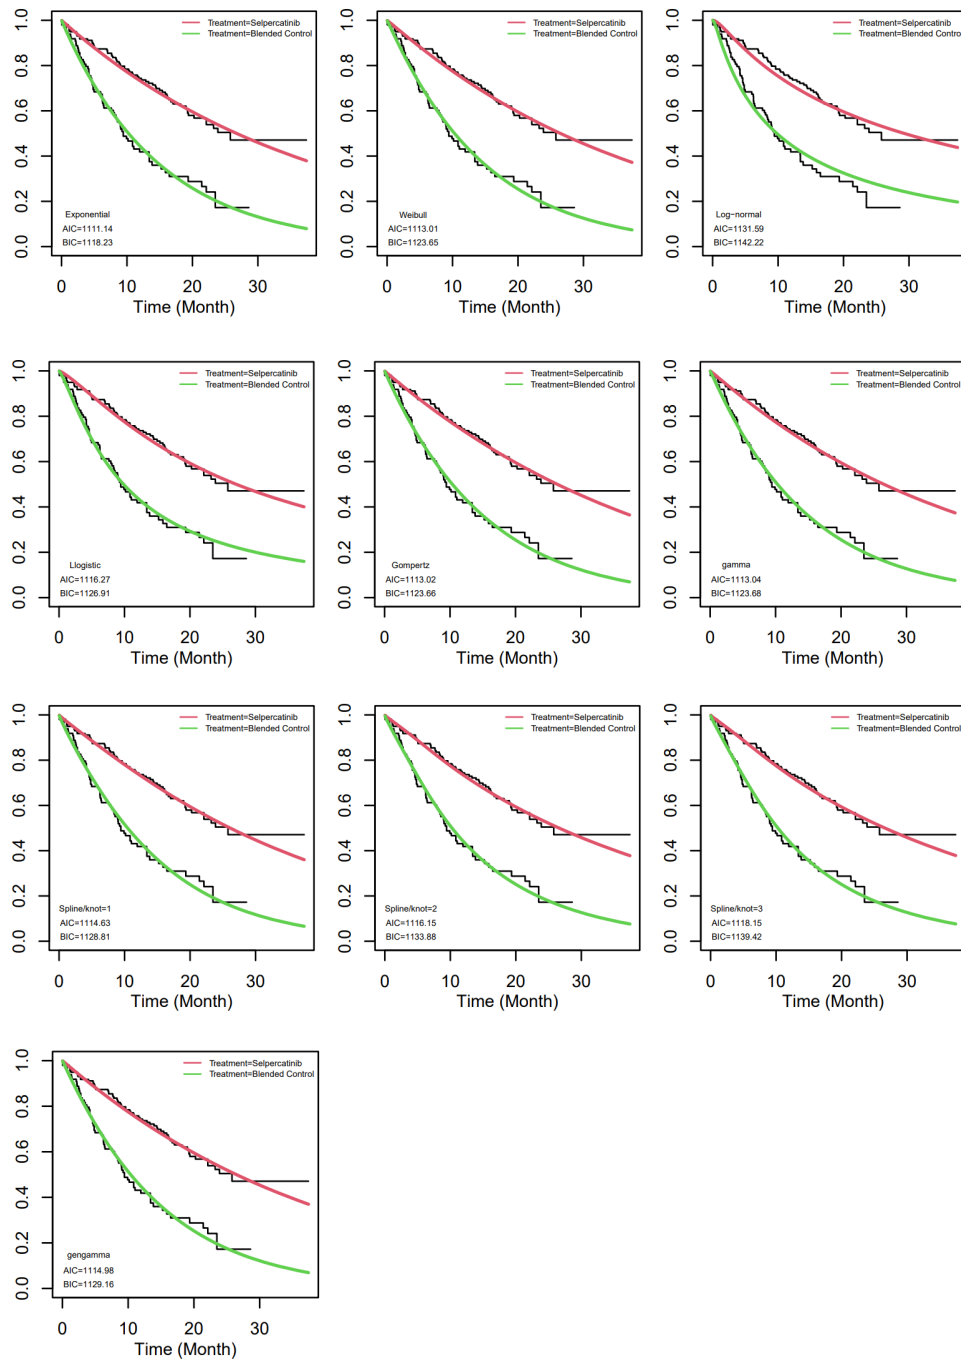 Treatment=Selpercatinib
Treatment=Blended Control
1.0
0.8
0.6
0.4
0.2
0.0
Exponential
AIC=1111.14
BIC=1118.23
0 10 20 30
Time (Month)
Treatment=Selpercatinib
Treatment=Blended Control
1.0
0.8
0.6
0.4
0.2
0.0
Weibull
AIC=1113.01
BIC=1123.65
0 10 20 30
Time (Month)
Treatment=Selpercatinib
Treatment=Blended Control
1.0
0.8
0.6
0.4
0.2
0.0
Log−normal
AIC=1131.59
BIC=1142.22
0 10 20 30
Time (Month)
Treatment=Selpercatinib
Treatment=Blended Control
1.0
0.8
0.6
0.4
0.2
0.0
Llogistic
AIC=1116.27
BIC=1126.91
0 10 20 30
Time (Month)
Treatment=Selpercatinib
Treatment=Blended Control
1.0
0.8
0.6
0.4
0.2
0.0
Gompertz
AIC=1113.02
BIC=1123.66
0 10 20 30
Time (Month)
Treatment=Selpercatinib
Treatment=Blended Control
1.0
0.8
0.6
0.4
0.2
0.0
gamma
AIC=1113.04
BIC=1123.68
0 10 20 30
Time (Month)
Treatment=Selpercatinib
Treatment=Blended Control
1.0
0.8
0.6
0.4
0.2
0.0
Spline/knot=1
AIC=1114.63
BIC=1128.81
0 10 20 30
Time (Month)
Treatment=Selpercatinib
Treatment=Blended Control
1.0
0.8
0.6
0.4
0.2
0.0
Spline/knot=2
AIC=1116.15
BIC=1133.88
0 10 20 30
Time (Month)
Treatment=Selpercatinib
Treatment=Blended Control
1.0
0.8
0.6
0.4
0.2
0.0
Spline/knot=3
AIC=1118.15
BIC=1139.42
0 10 20 30
Time (Month)
Treatment=Selpercatinib
Treatment=Blended Control
1.0
0.8
0.6
0.4
0.2
0.0
gengamma
AIC=1114.98
BIC=1129.16
0 10 20 30
Time (Month)